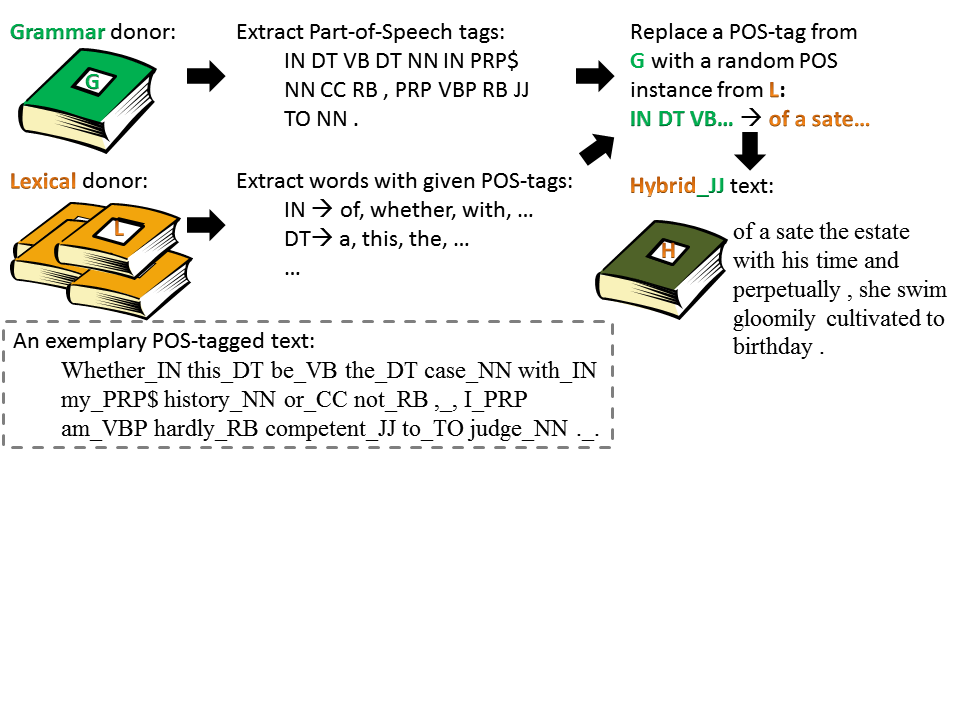 Grammar donor:
G
Extract Part-of-Speech tags:
IN DT VB DT NN IN PRP$
NN CC RB , PRP VBP RB JJ
TO NN .
Replace a POS-tag from
G with a random POS
instance from L:
IN DT VB… → of a sate…
Lexical donor:
L
Extract words with given POS-tags:
IN → of, whether, with, …
DT→ a, this, the, …
…
Hybrid_JJ text:
H
of a sate the estate
with his time and
perpetually , she swim
gloomily cultivated to
birthday .
An exemplary POS-tagged text:
Whether_IN this_DT be_VB the_DT case_NN with_IN
my_PRP$ history_NN or_CC not_RB ,_, I_PRP
am_VBP hardly_RB competent_JJ to_TO judge_NN ._.